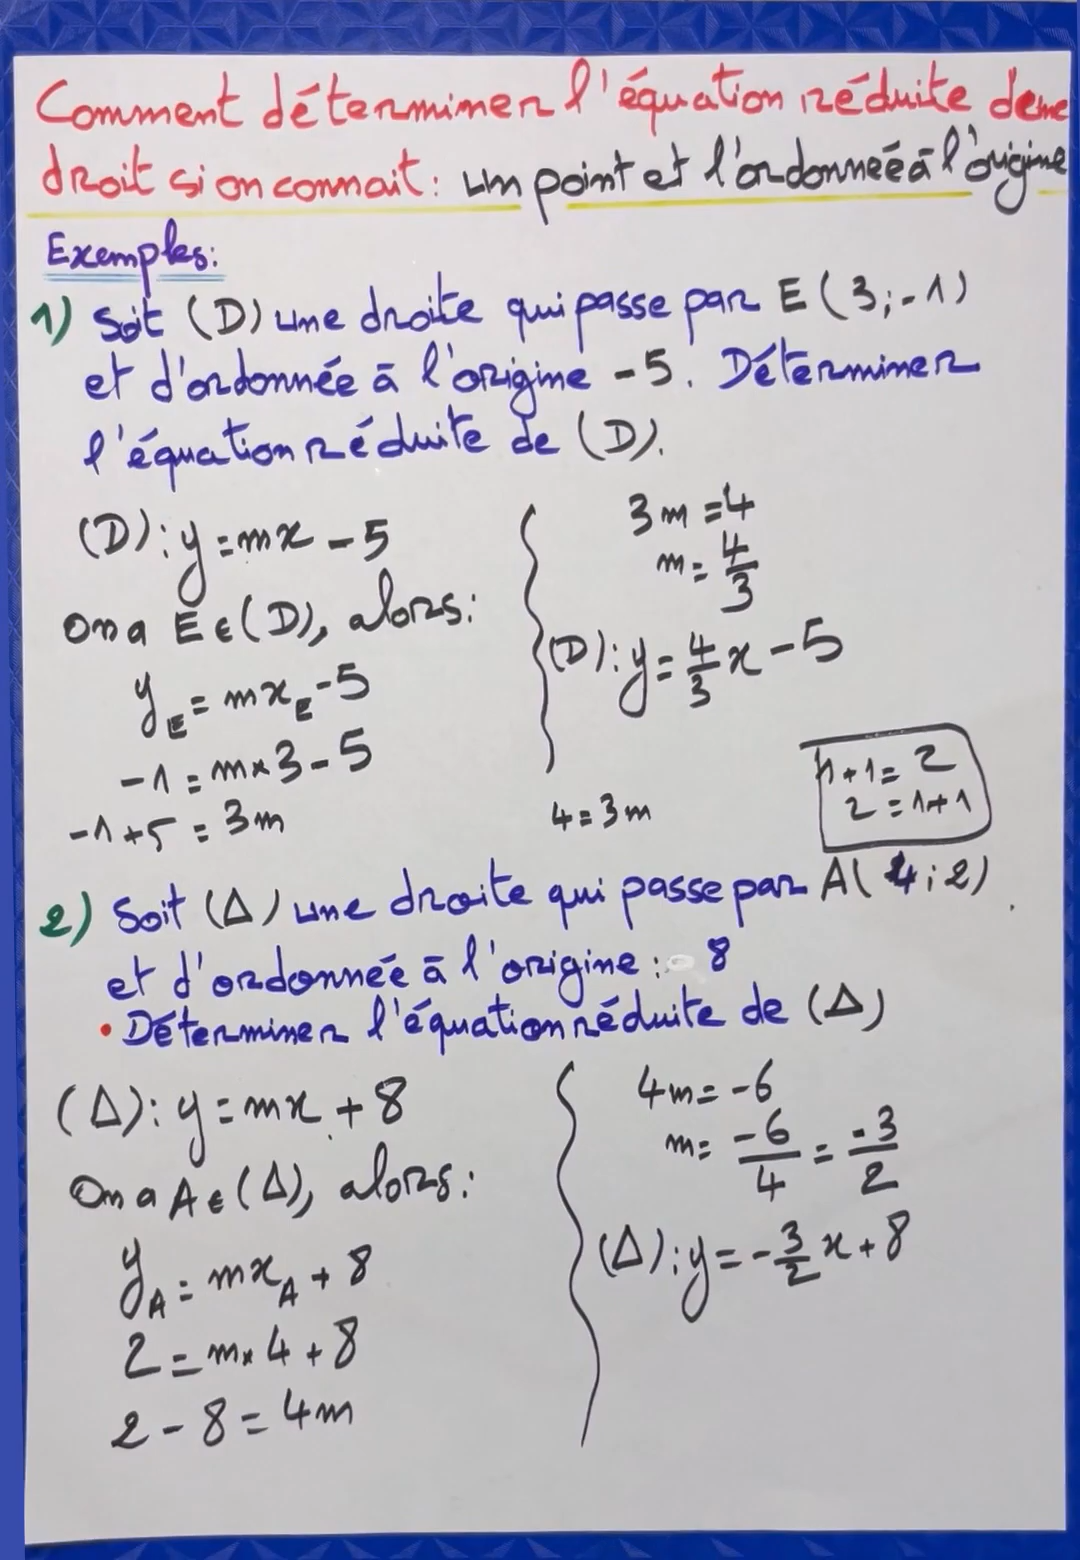 Comment déterminer l'équation réduite d'une
droit si on connait : un point et l'ordonnée à l'origine
Exemples :
1) Soit (D) une droite qui passe par E ( 3 ; -1)
et d'ordonnée à l'origine -5. Déterminer
l'équation réduite de (D).
(D) : y = mx - 5
On a E ∈ (D), alors :
y_E = mx_E - 5
-1 = m × 3 - 5
-1 + 5 = 3m
4 = 3m
3m = 4
m = 4/3
(D) : y = 4/3 x - 5
1 + 1 = 2
2 = 1 + 1
2) Soit (Δ) une droite qui passe par A( 4 ; 2)
et d'ordonnée à l'origine : 8
• Déterminer l'équation réduite de (Δ)
(Δ) : y = mx + 8
On a A ∈ (Δ), alors :
y_A = mx_A + 8
2 = m × 4 + 8
2 - 8 = 4m
4m = -6
m = -6/4 = -3/2
(Δ) : y = -3/2 x + 8